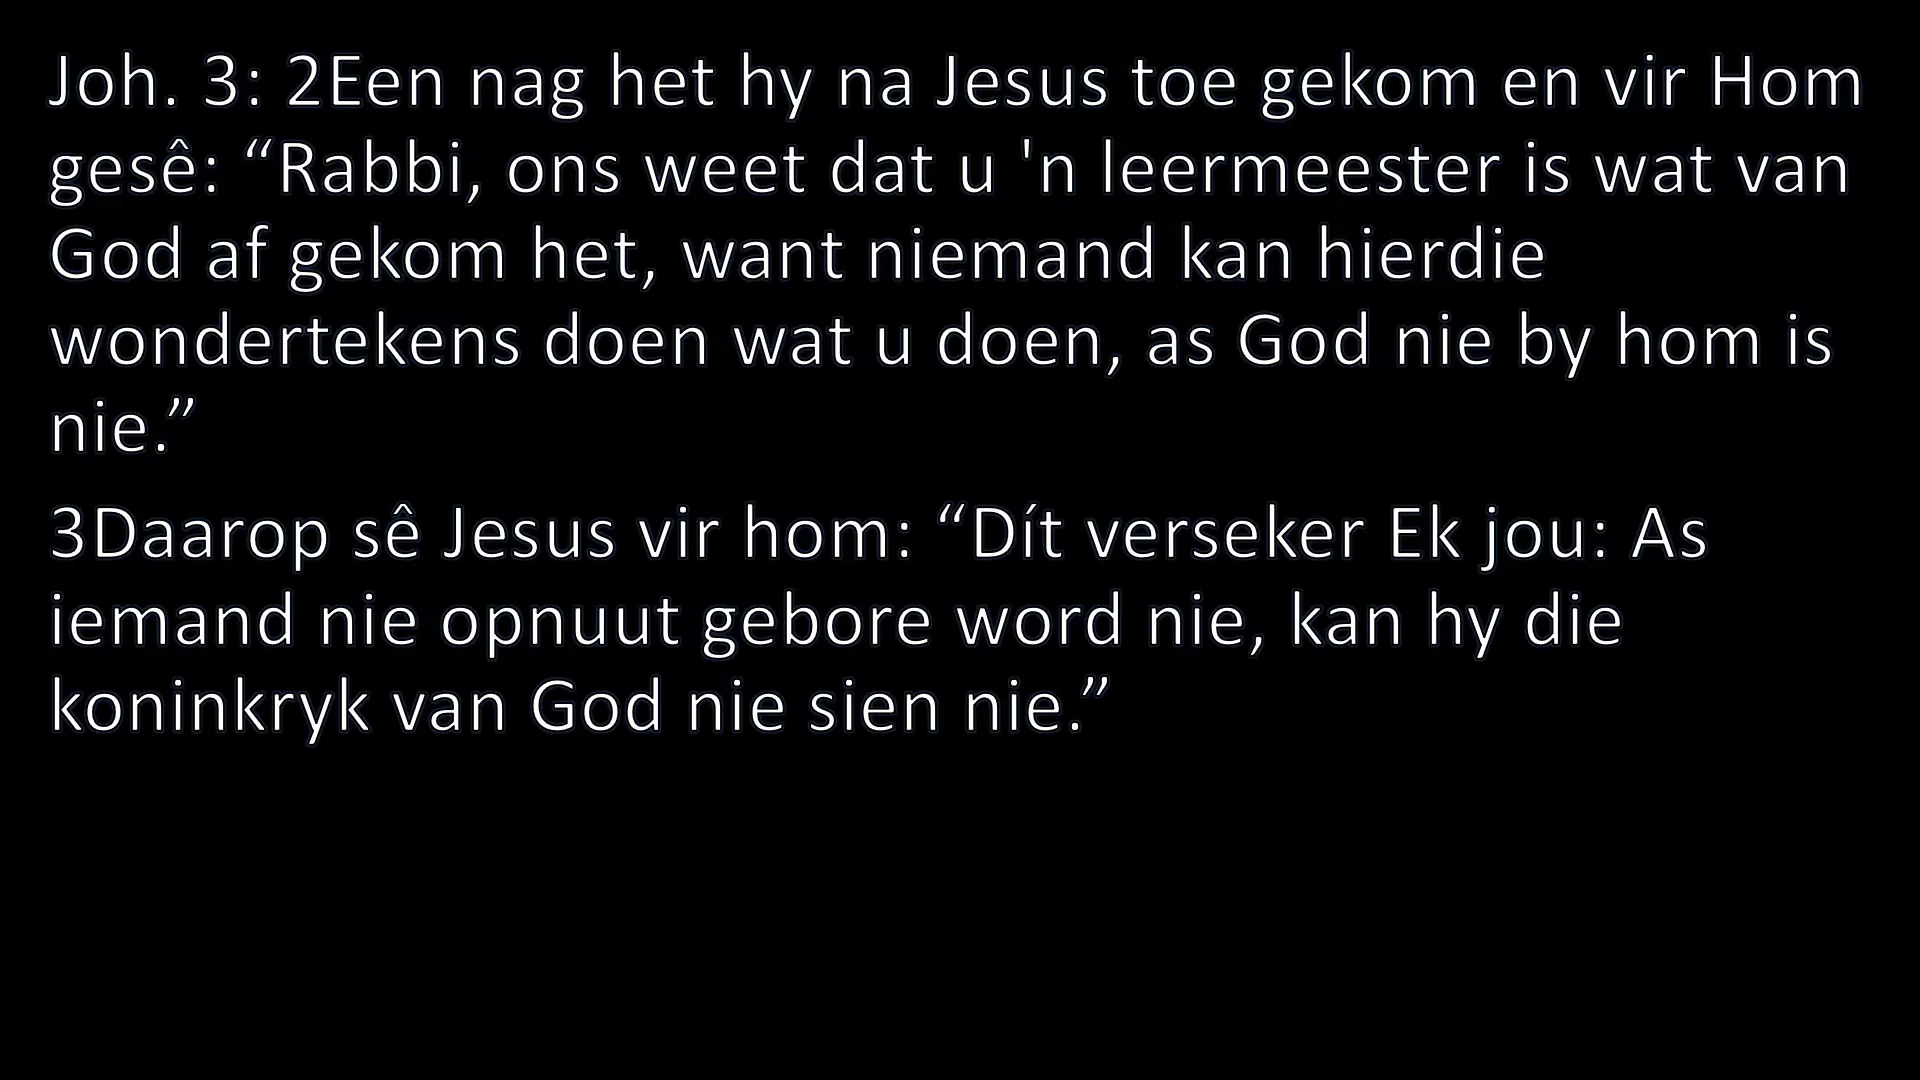 Joh. 3: 2Een nag het hy na Jesus toe gekom en vir Hom
gesê: “Rabbi, ons weet dat u 'n leermeester is wat van
God af gekom het, want niemand kan hierdie
wondertekens doen wat u doen, as God nie by hom is
nie.”
3Daarop sê Jesus vir hom: “Dít verseker Ek jou: As
iemand nie opnuut gebore word nie, kan hy die
koninkryk van God nie sien nie.”